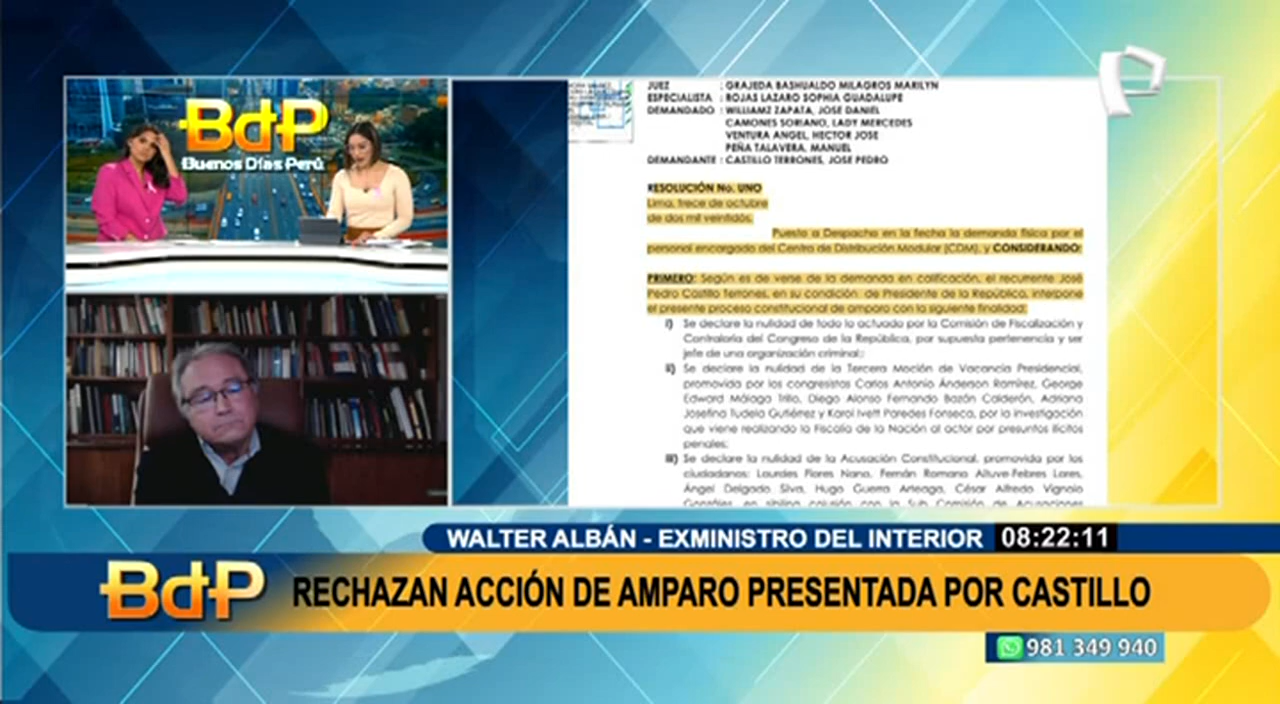 BdP
Buenos Días Perú
JUEZ : GRAJEDA BASHUALDO MILAGROS MARILYN
ESPECIALISTA : ROJAS LAZARO SOPHIA GUADALUPE
DEMANDADO : WILLIAMZ ZAPATA, JOSE DANIEL
CAMONES SORIANO, LADY MERCEDES
VENTURA ANGEL, HECTOR JOSE
PEÑA TALAVERA, MANUEL
DEMANDANTE : CASTILLO TERRONES, JOSE PEDRO
RESOLUCIÓN No. UNO
Lima, trece de octubre
de dos mil veintidós.
Puesto a Despacho en la fecha la demanda física por el
personal encargado del Centro de Distribución Modular (CDM), y CONSIDERANDO:
PRIMERO: Según es de verse de la demanda en calificación, el recurrente José
Pedro Castillo Terrones, en su condición de Presidente de la República, interpone
el presente proceso constitucional de amparo con la siguiente finalidad:
i) Se declare la nulidad de todo lo actuado por la Comisión de Fiscalización y
Contraloría del Congreso de la República, por supuesta pertenencia y ser
jefe de una organización criminal;
ii) Se declare la nulidad de la Tercera Moción de Vacancia Presidencial,
promovida por los congresistas Carlos Antonio Ánderson Ramírez, George
Edward Málaga Trillo, Diego Alonso Fernando Bazán Calderón, Adriana
Josefina Tudela Gutiérrez y Karol Ivett Paredes Fonseca, por la investigación
que viene realizando la Fiscalía de la Nación al actor por presuntos ilícitos
penales;
iii) Se declare la nulidad de la Acusación Constitucional, promovida por los
ciudadanos: Lourdes Flores Nano, Fernán Romano Altuve-Febres Lores,
Ángel Delgado Silva, Hugo Guerra Arteaga, César Alfredo Vignolo
con la Sub Comisión de Acusaciones
WALTER ALBÁN - EXMINISTRO DEL INTERIOR 08:22:11
BdP RECHAZAN ACCIÓN DE AMPARO PRESENTADA POR CASTILLO
981 349 940